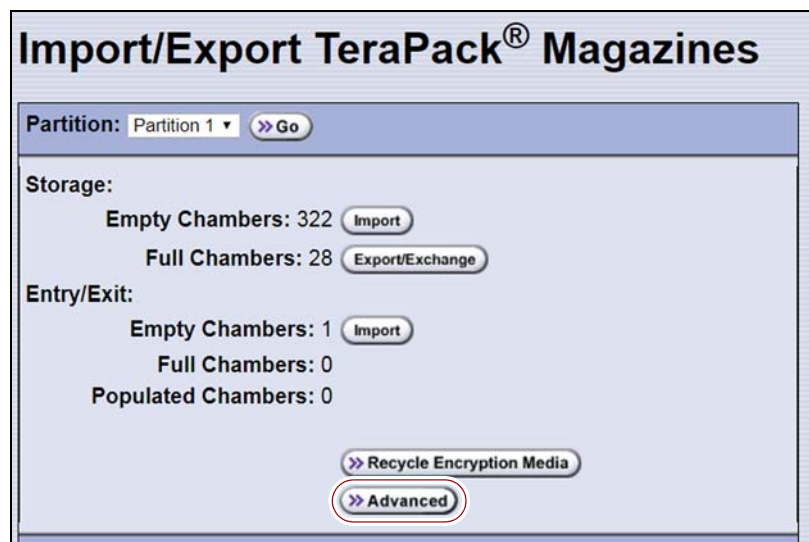 Import/Export TeraPack® Magazines
Partition: Partition 1 ▼ >> Go
Storage:
Empty Chambers: 322 Import
Full Chambers: 28 Export/Exchange
Entry/Exit:
Empty Chambers: 1 Import
Full Chambers: 0
Populated Chambers: 0
>> Recycle Encryption Media
>> Advanced